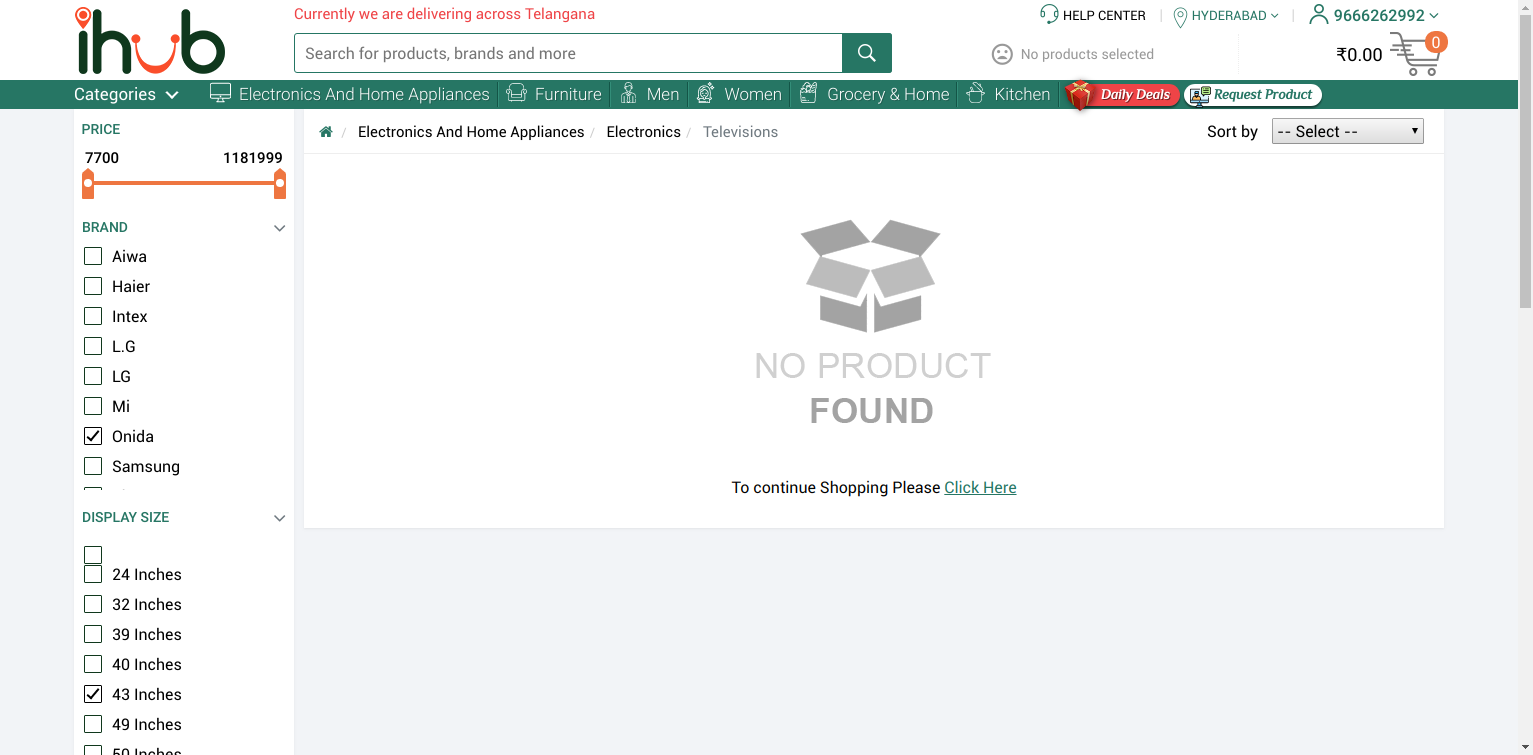 ihub
Currently we are delivering across Telangana
HELP CENTER
HYDERABAD
9666262992
Search for products, brands and more
No products selected
₹0.00
0
Categories
Electronics And Home Appliances
Furniture
Men
Women
Grocery & Home
Kitchen
Daily Deals
Request Product
PRICE
7700 1181999
BRAND
Aiwa
Haier
Intex
L.G
LG
Mi
Onida
Samsung
DISPLAY SIZE
24 Inches
32 Inches
39 Inches
40 Inches
43 Inches
49 Inches
50 Inches
/ Electronics And Home Appliances / Electronics / Televisions
Sort by -- Select --
NO PRODUCT
FOUND
To continue Shopping Please Click Here